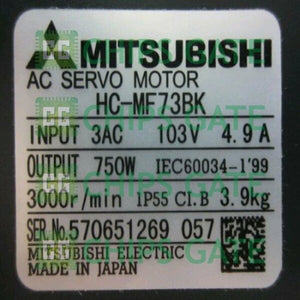 MITSUBISHI
AC SERVO MOTOR
HC-MF73BK
INPUT 3AC 103V 4.9A
OUTPUT 750W IEC60034-1'99
3000r/min IP55 CI.B 3.9kg
SER.No.570651269 057
MITSUBISHI ELECTRIC
MADE IN JAPAN
CHIPS GATE